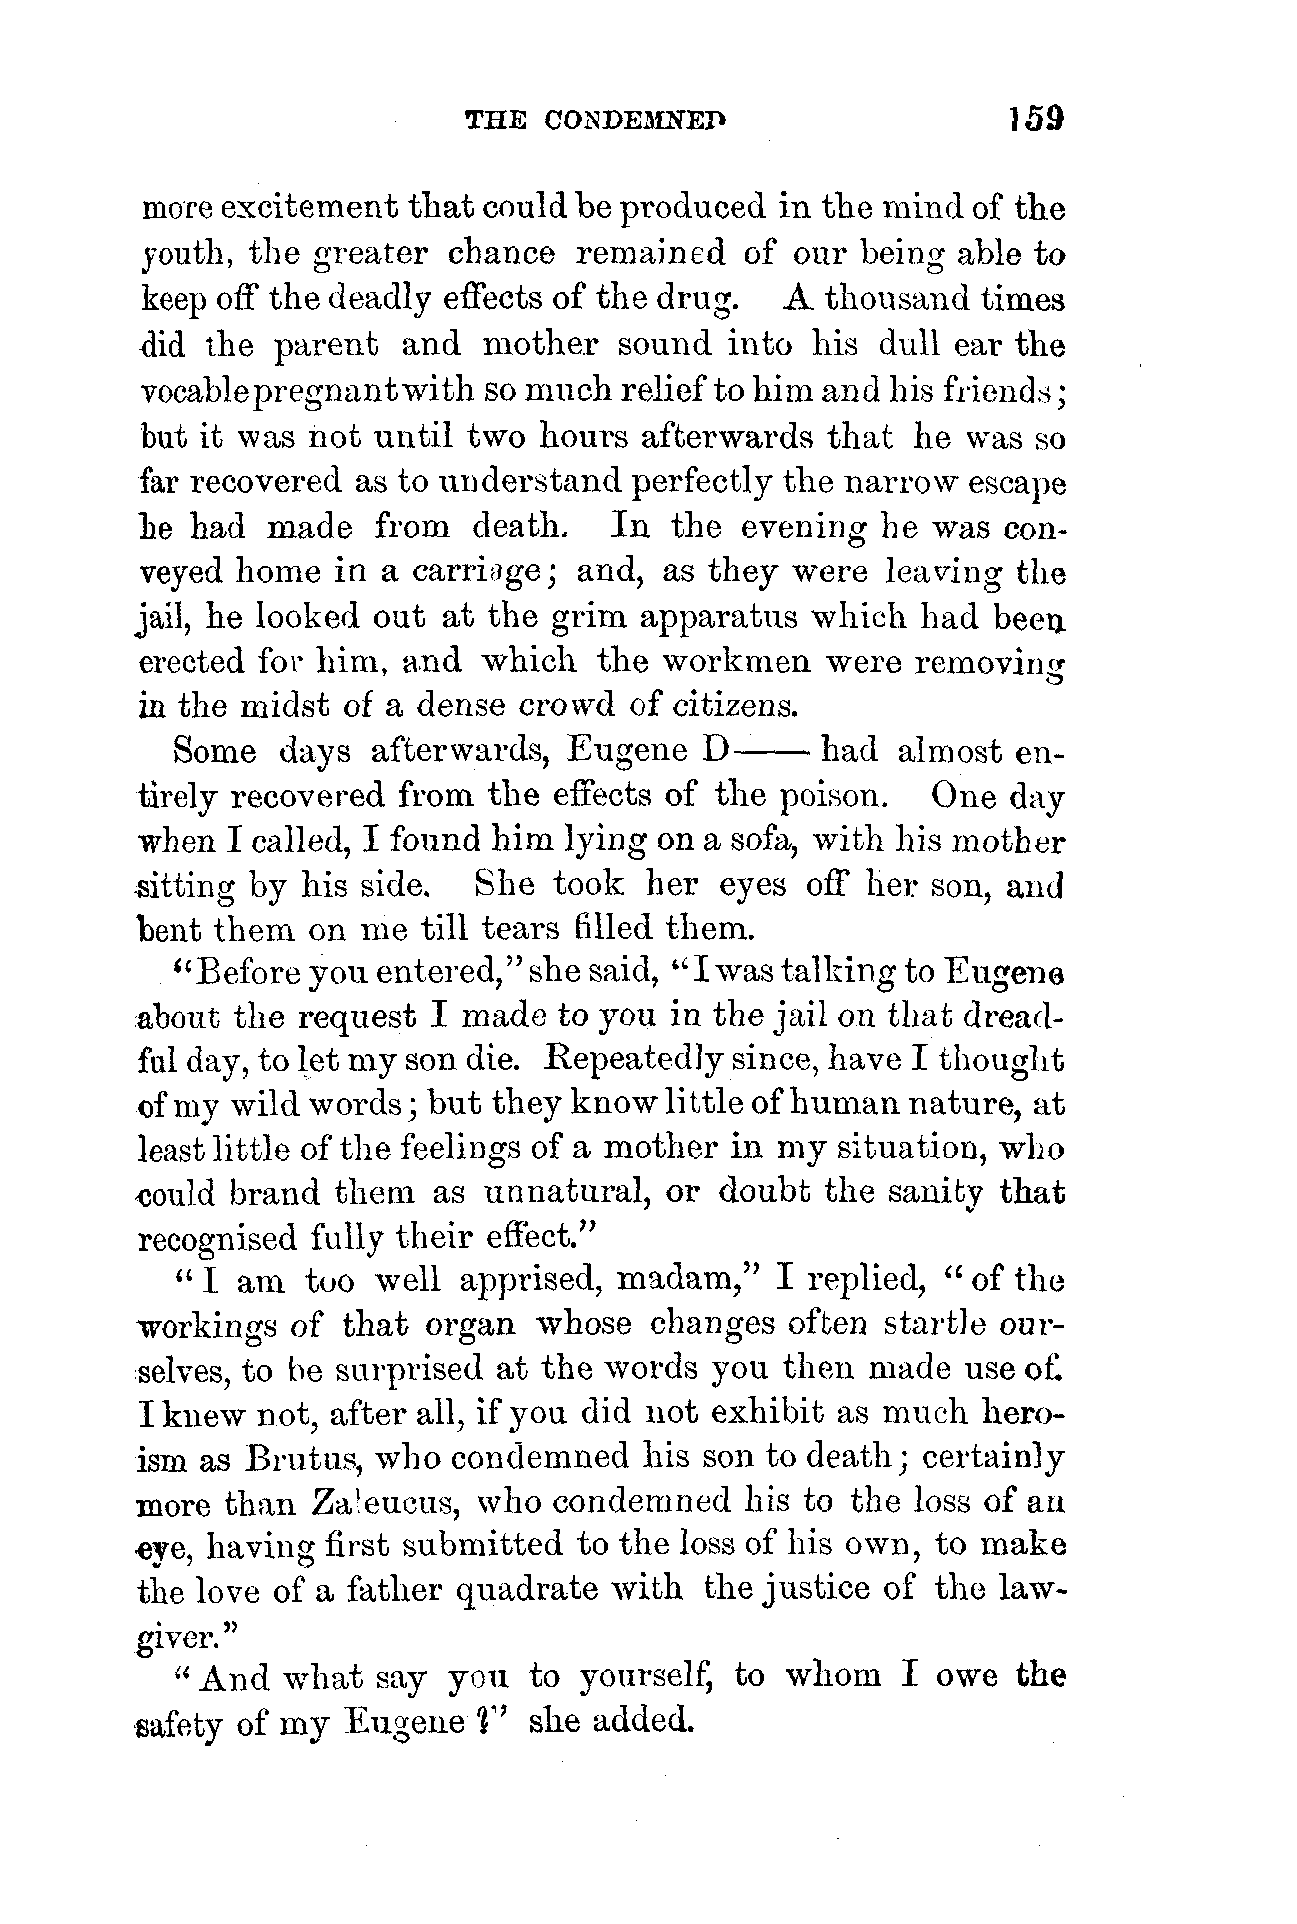 THE CONDEMNED 159
more excitement that could be produced in the mind of the
youth, the greater chance remained of our being able to
keep off the deadly effects of the drug. A thousand times
did the parent and mother sound into his dull ear the
vocable pregnant with so much relief to him and his friends;
but it was not until two hours afterwards that he was so
far recovered as to understand perfectly the narrow escape
he had made from death. In the evening he was con-
veyed home in a carriage; and, as they were leaving the
jail, he looked out at the grim apparatus which had been
erected for him, and which the workmen were removing
in the midst of a dense crowd of citizens.
Some days afterwards, Eugene D—— had almost en-
tirely recovered from the effects of the poison. One day
when I called, I found him lying on a sofa, with his mother
sitting by his side. She took her eyes off her son, and
bent them on me till tears filled them.
"Before you entered," she said, "I was talking to Eugene
about the request I made to you in the jail on that dread-
ful day, to let my son die. Repeatedly since, have I thought
of my wild words; but they know little of human nature, at
least little of the feelings of a mother in my situation, who
could brand them as unnatural, or doubt the sanity that
recognised fully their effect."
"I am too well apprised, madam," I replied, "of the
workings of that organ whose changes often startle our-
selves, to be surprised at the words you then made use of.
I knew not, after all, if you did not exhibit as much hero-
ism as Brutus, who condemned his son to death; certainly
more than Zaleucus, who condemned his to the loss of an
eye, having first submitted to the loss of his own, to make
the love of a father quadrate with the justice of the law-
giver."
"And what say you to yourself, to whom I owe the
safety of my Eugene?" she added.